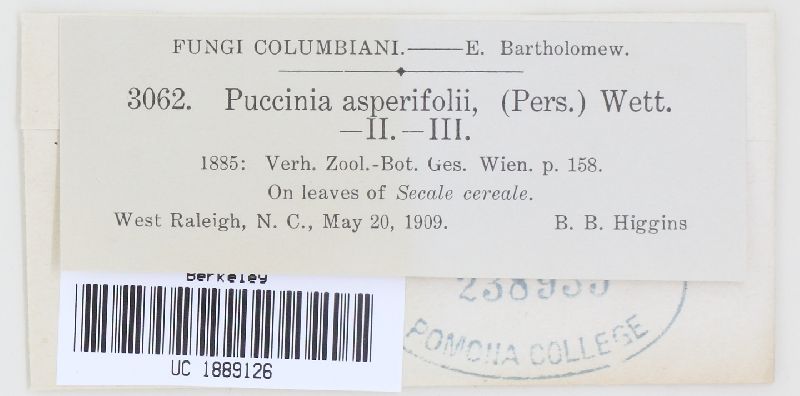 FUNGI COLUMBIANI.——E. Bartholomew.
3062. Puccinia asperifolii, (Pers.) Wett.
—II.—III.
1885: Verh. Zool.-Bot. Ges. Wien. p. 158.
On leaves of Secale cereale.
West Raleigh, N. C., May 20, 1909. B. B. Higgins
Berkeley
UC 1889126
POMONA COLLEGE